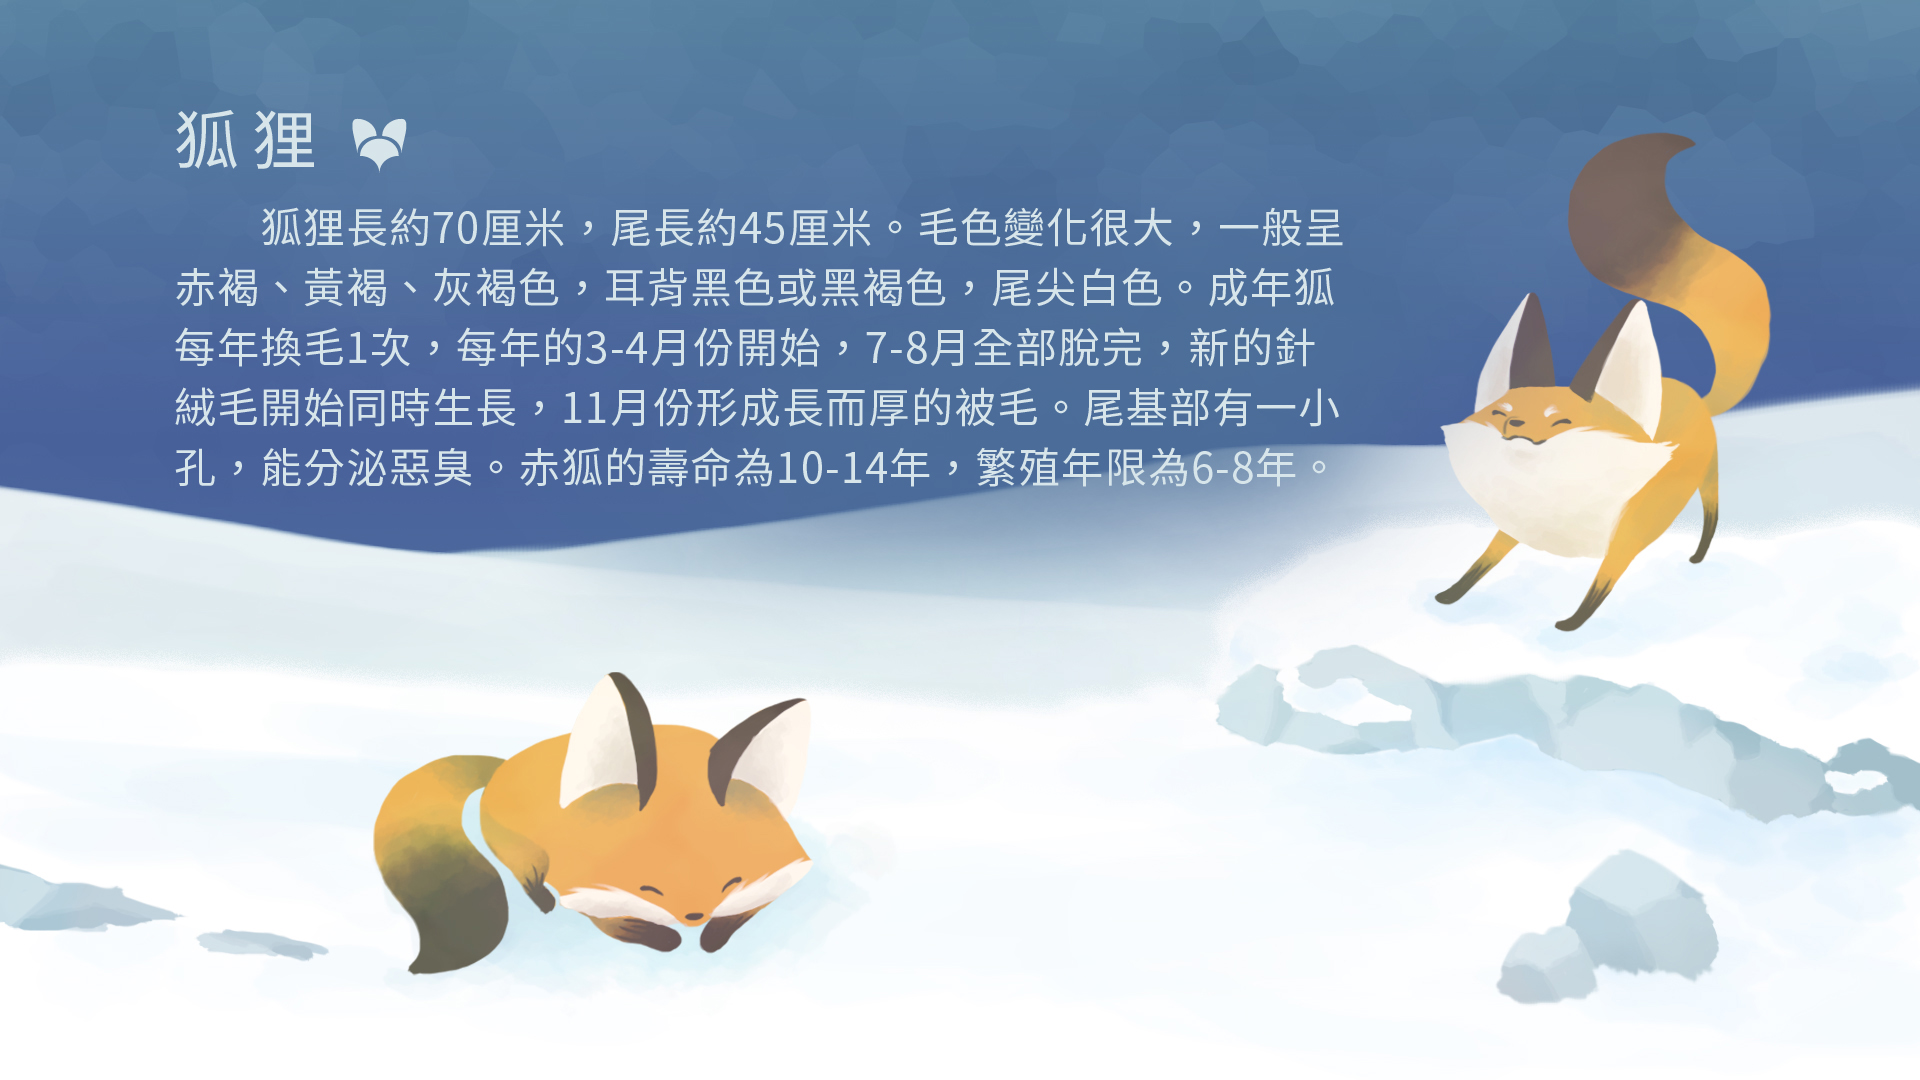 狐狸
狐狸長約70厘米，尾長約45厘米。毛色變化很大，一般呈
赤褐、黃褐、灰褐色，耳背黑色或黑褐色，尾尖白色。成年狐
每年換毛1次，每年的3-4月份開始，7-8月全部脫完，新的針
絨毛開始同時生長，11月份形成長而厚的被毛。尾基部有一小
孔，能分泌惡臭。赤狐的壽命為10-14年，繁殖年限為6-8年。